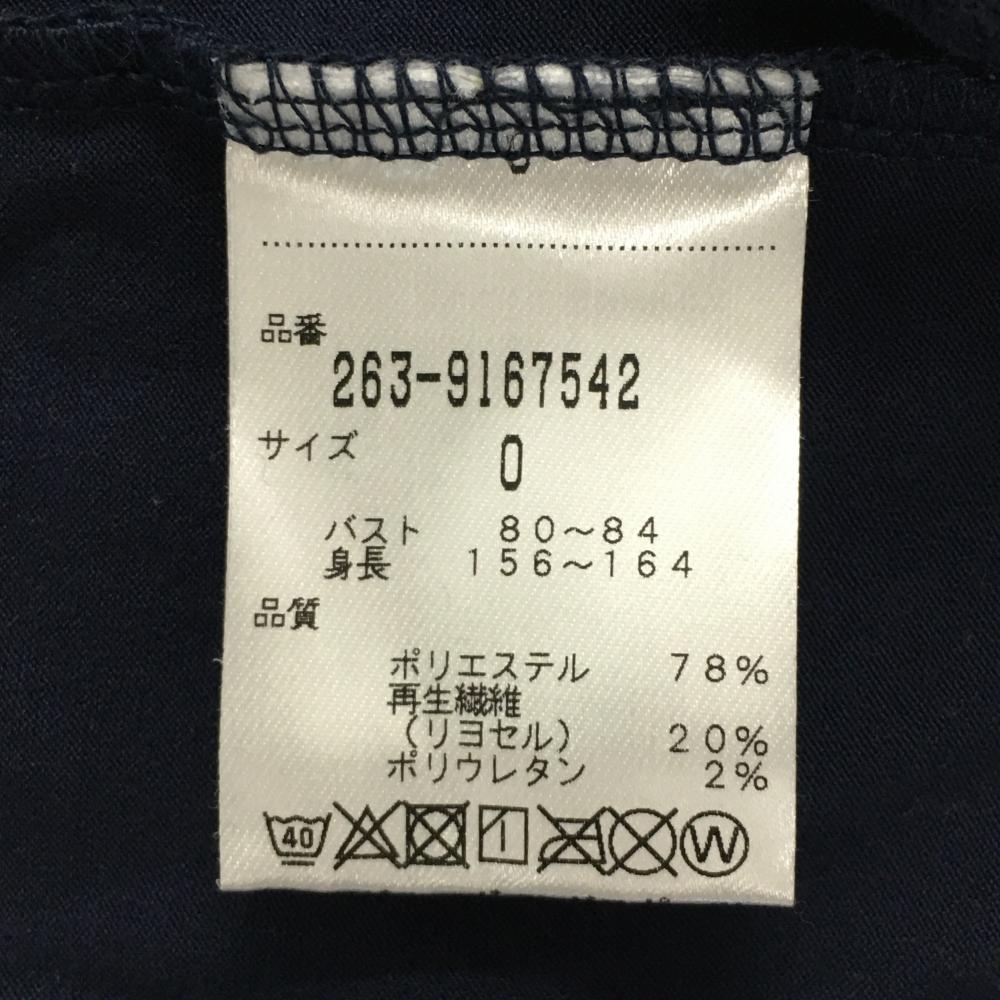 品番
263-9167542
サイズ 0
バスト 80～84
身長 156～164
品質
ポリエステル 78%
再生繊維
(リヨセル) 20%
ポリウレタン 2%
40 W